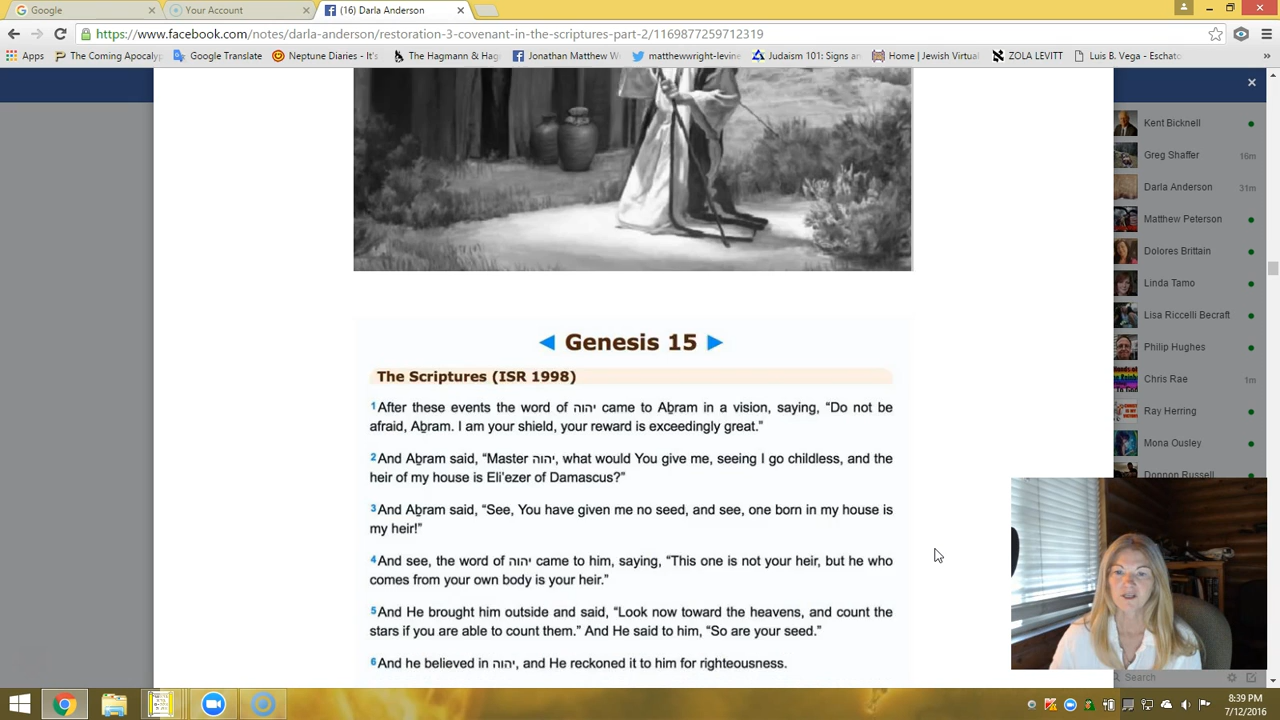 Google
Your Account
(16) Darla Anderson
https://www.facebook.com/notes/darla-anderson/restoration-3-covenant-in-the-scriptures-part-2/1169877259712319
Apps
The Coming Apocalyp
Google Translate
Neptune Diaries - It's
The Hagmann & Hag
Jonathan Matthew W
matthewwright-levine
Judaism 101: Signs an
Home | Jewish Virtual
ZOLA LEVITT
Luis B. Vega - Eschato
»
Kent Bicknell
Greg Shaffer 16m
Darla Anderson 31m
Matthew Peterson
Dolores Brittain
Linda Tamo
Lisa Riccelli Becraft
Philip Hughes
Chris Rae 1m
Ray Herring
Mona Ousley
Donnon Russell
Genesis 15
The Scriptures (ISR 1998)
1After these events the word of יהוה came to Aḇram in a vision, saying, “Do not be
afraid, Aḇram. I am your shield, your reward is exceedingly great.”
2And Aḇram said, “Master יהוה, what would You give me, seeing I go childless, and the
heir of my house is Eli‛ezer of Damascus?”
3And Aḇram said, “See, You have given me no seed, and see, one born in my house is
my heir!”
4And see, the word of יהוה came to him, saying, “This one is not your heir, but he who
comes from your own body is your heir.”
5And He brought him outside and said, “Look now toward the heavens, and count the
stars if you are able to count them.” And He said to him, “So are your seed.”
6And he believed in יהוה, and He reckoned it to him for righteousness.
Search
8:39 PM
7/12/2016